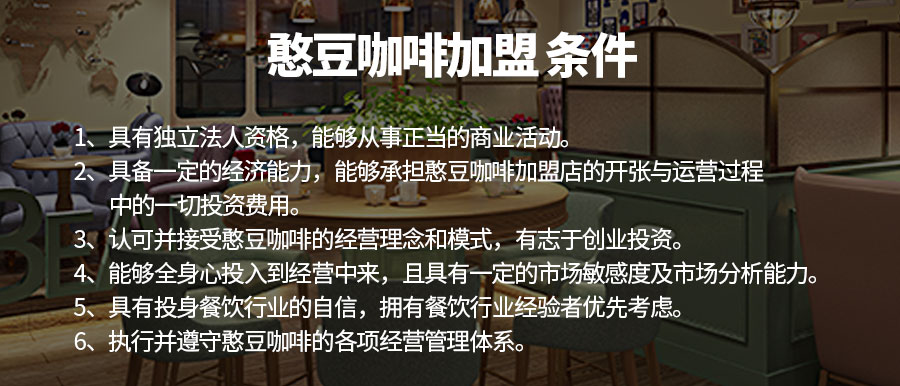 憨豆咖啡加盟 条件
1、具有独立法人资格，能够从事正当的商业活动。
2、具备一定的经济能力，能够承担憨豆咖啡加盟店的开张与运营过程
中的一切投资费用。
3、认可并接受憨豆咖啡的经营理念和模式，有志于创业投资。
4、能够全身心投入到经营中来，且具有一定的市场敏感度及市场分析能力。
5、具有投身餐饮行业的自信，拥有餐饮行业经验者优先考虑。
6、执行并遵守憨豆咖啡的各项经营管理体系。